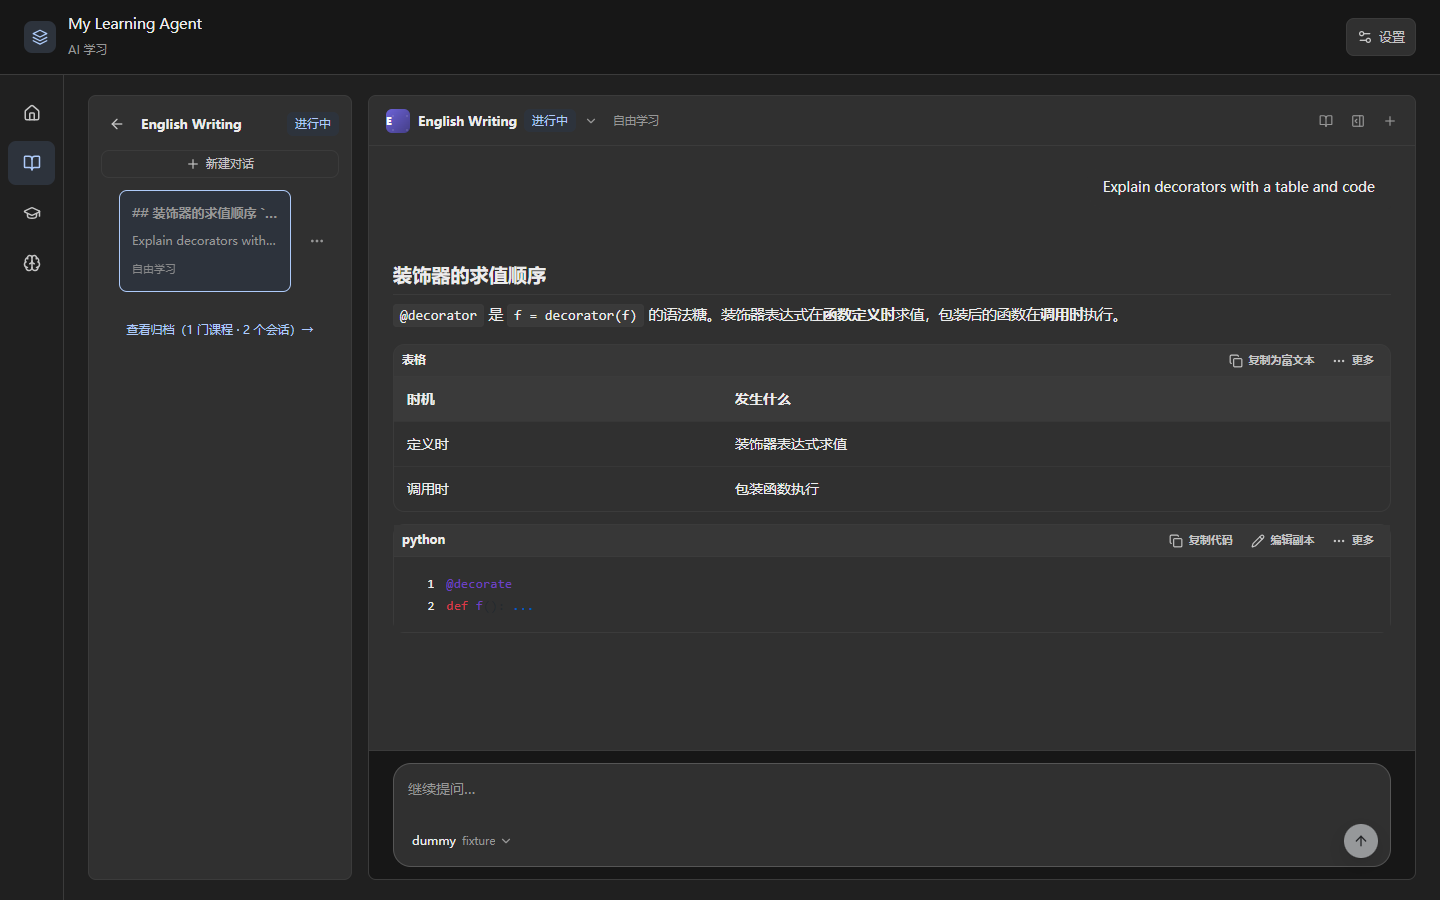 My Learning Agent
AI 学习
设置
English Writing 进行中
新建对话
## 装饰器的求值顺序 `...
Explain decorators with...
自由学习
查看归档（1 门课程 · 2 个会话）→
E English Writing 进行中 自由学习
Explain decorators with a table and code
装饰器的求值顺序
@decorator 是 f = decorator(f) 的语法糖。装饰器表达式在函数定义时求值，包装后的函数在调用时执行。
表格 复制为富文本 ··· 更多
时机 发生什么
定义时 装饰器表达式求值
调用时 包装函数执行
python 复制代码 编辑副本 ··· 更多
1 @decorate
2 def f ...
继续提问...
dummy fixture